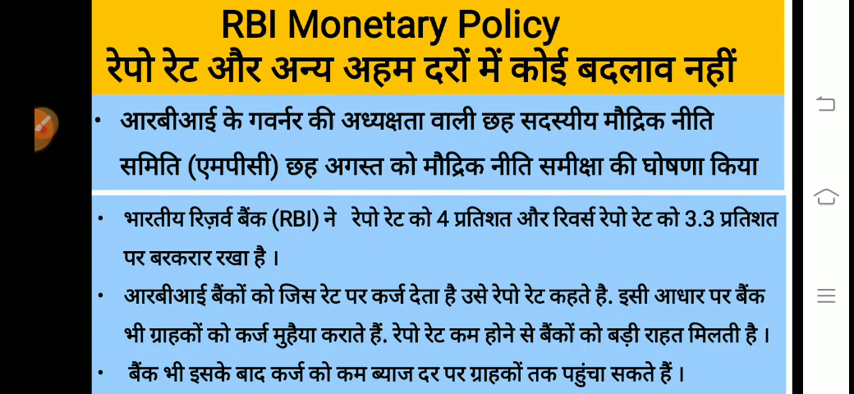 RBI Monetary Policy
रेपो रेट और अन्य अहम दरों में कोई बदलाव नहीं
• आरबीआई के गवर्नर की अध्यक्षता वाली छह सदस्यीय मौद्रिक नीति
समिति (एमपीसी) छह अगस्त को मौद्रिक नीति समीक्षा की घोषणा किया
• भारतीय रिज़र्व बैंक (RBI) ने रेपो रेट को 4 प्रतिशत और रिवर्स रेपो रेट को 3.3 प्रतिशत
पर बरकरार रखा है ।
• आरबीआई बैंकों को जिस रेट पर कर्ज देता है उसे रेपो रेट कहते है. इसी आधार पर बैंक
भी ग्राहकों को कर्ज मुहैया कराते हैं. रेपो रेट कम होने से बैंकों को बड़ी राहत मिलती है ।
• बैंक भी इसके बाद कर्ज को कम ब्याज दर पर ग्राहकों तक पहुंचा सकते हैं ।